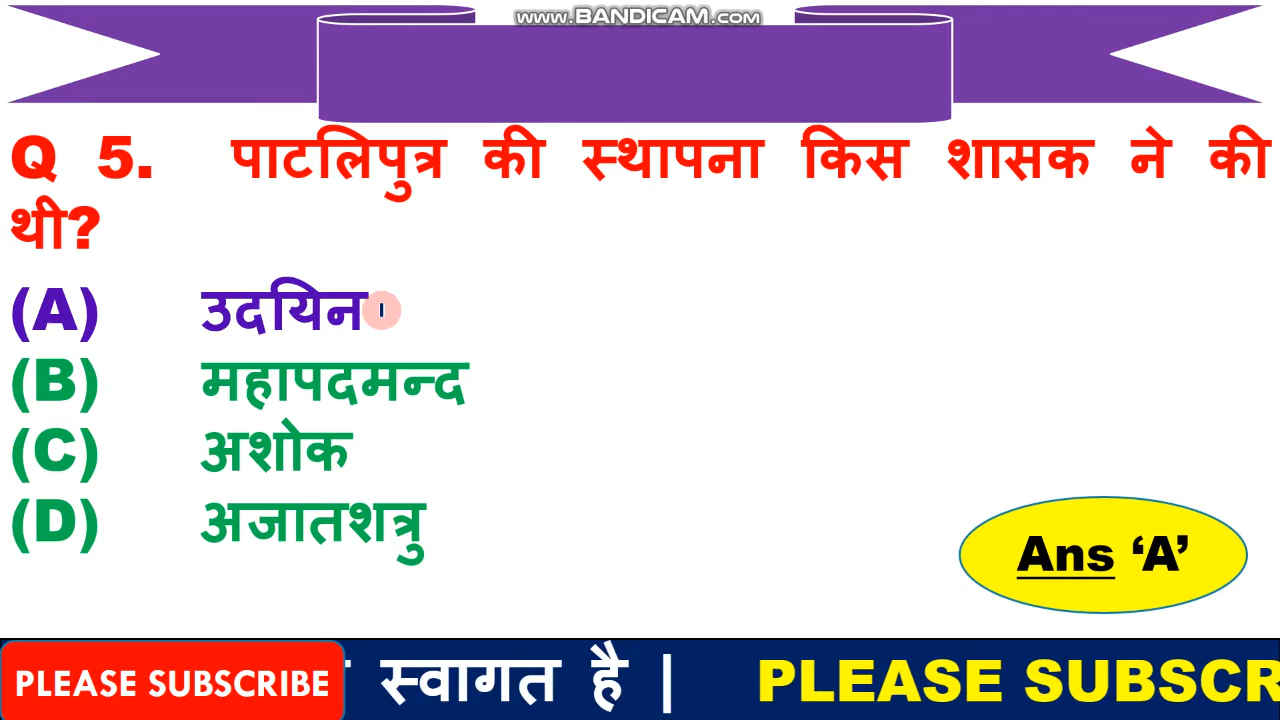 www.BANDICAM.com
Q 5. पाटलिपुत्र की स्थापना किस शासक ने की
थी?
(A) उदयिन
(B) महापदमन्द
(C) अशोक
(D) अजातशत्रु
Ans ‘A’
PLEASE SUBSCRIBE स्वागत है | PLEASE SUBSCR